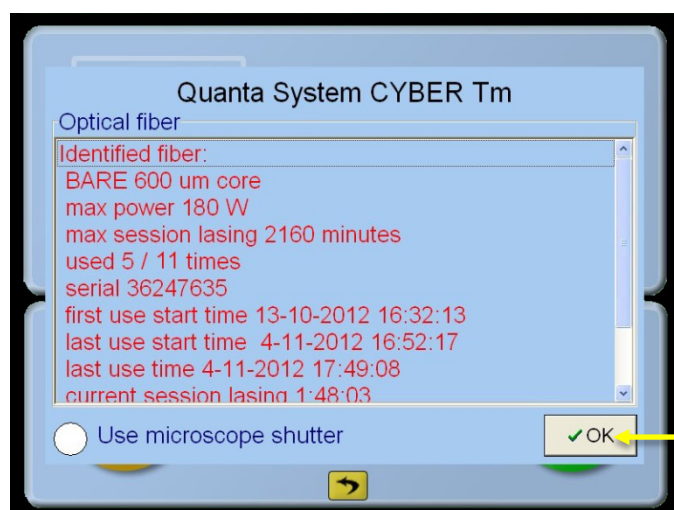 Quanta System CYBER Tm
Optical fiber
Identified fiber:
BARE 600 um core
max power 180 W
max session lasing 2160 minutes
used 5 / 11 times
serial 36247635
first use start time 13-10-2012 16:32:13
last use start time 4-11-2012 16:52:17
last use time 4-11-2012 17:49:08
current session lasing 1:48:03
Use microscope shutter
OK